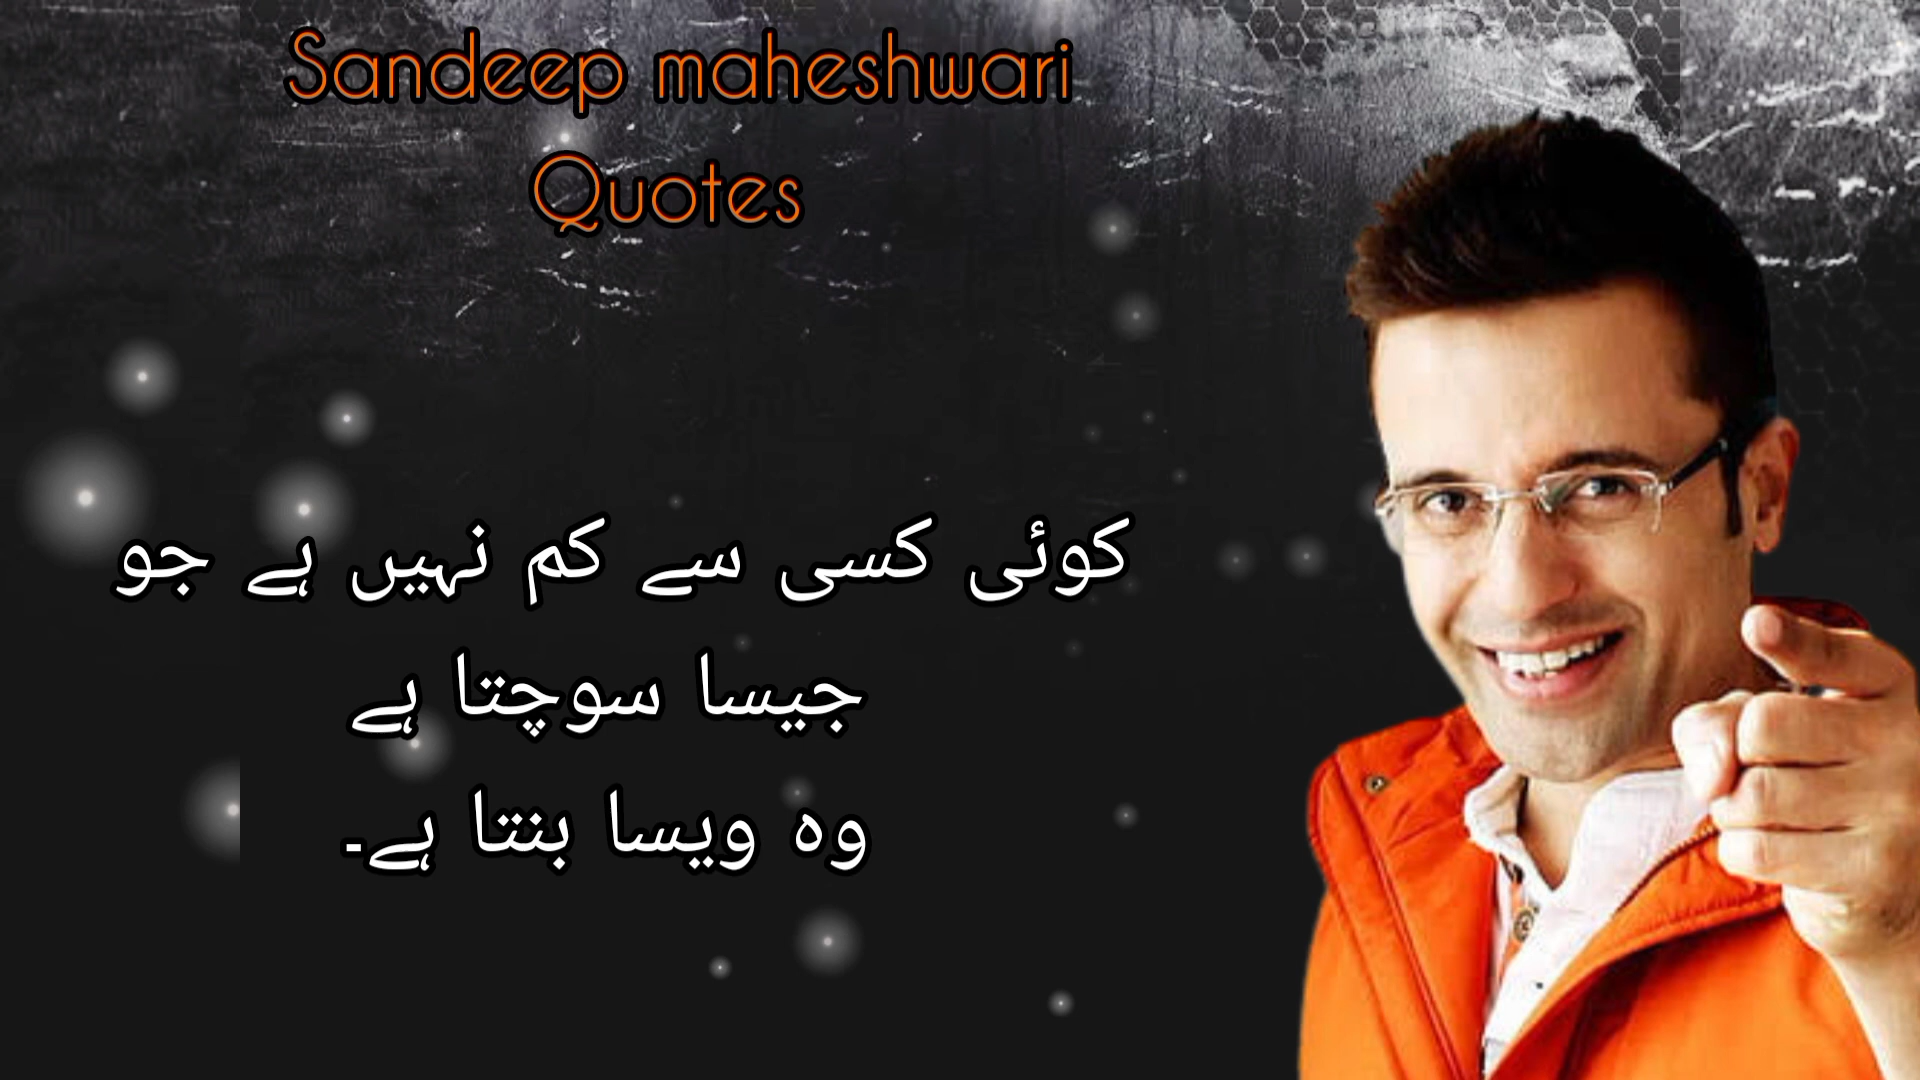 Sandeep maheshwari
Quotes
کوئی کسی سے کم نہیں ہے جو
جیسا سوچتا ہے
وہ ویسا بنتا ہے۔